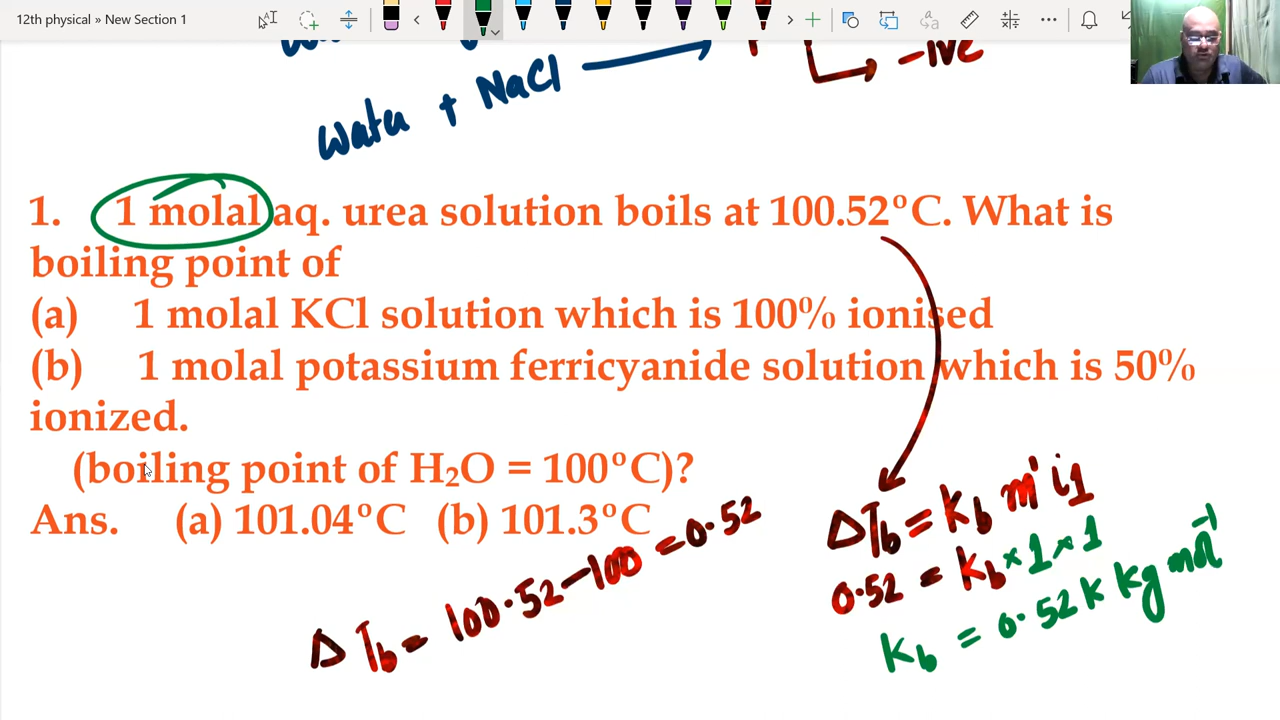 12th physical » New Section 1
water + NaCl
-ive
1. 1 molal aq. urea solution boils at 100.52°C. What is
boiling point of
(a) 1 molal KCl solution which is 100% ionised
(b) 1 molal potassium ferricyanide solution which is 50%
ionized.
(boiling point of H₂O = 100°C)?
Ans. (a) 101.04°C (b) 101.3°C
ΔTb = 100.52-100 = 0.52
ΔTb = Kb m i
0.52 = Kb × 1 × 1
Kb = 0.52 K kg mol⁻¹